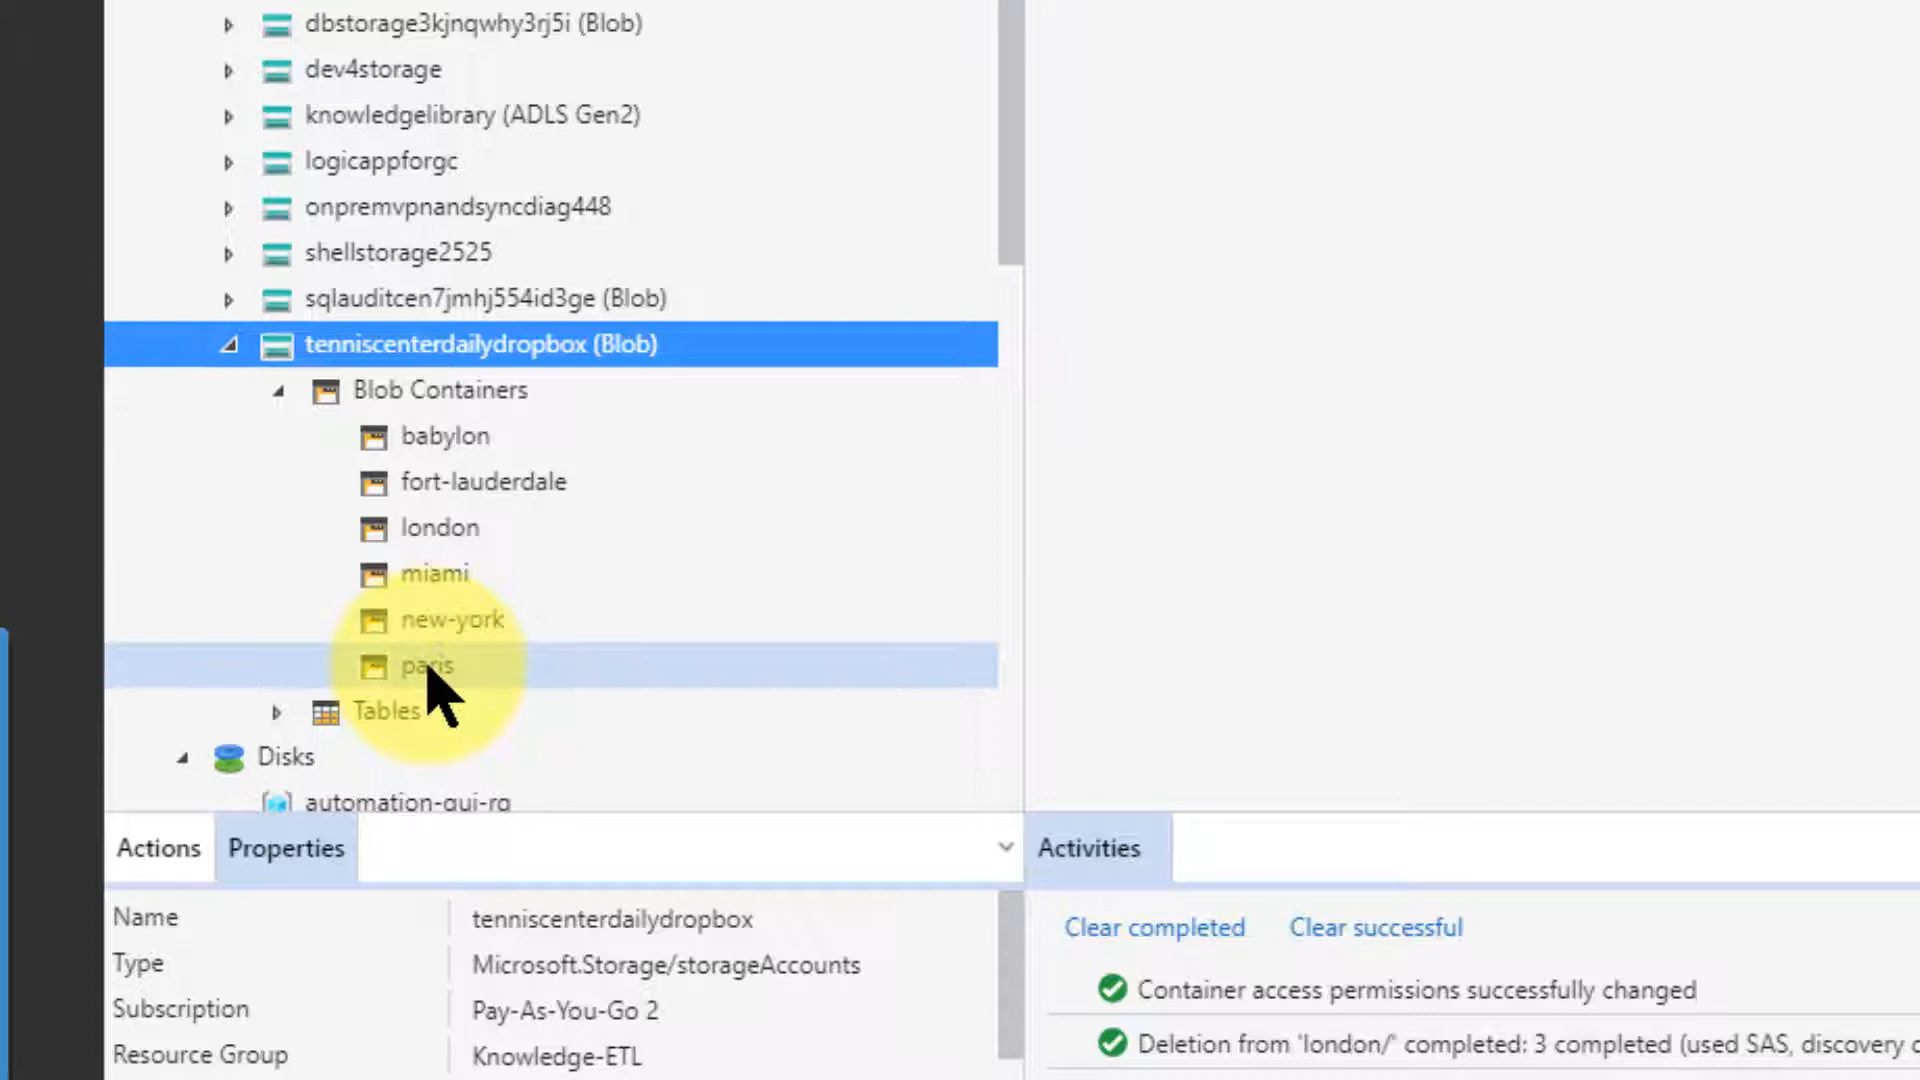 dbstorage3kjnqwhy3rj5i (Blob)
dev4storage
knowledgelibrary (ADLS Gen2)
logicappforgc
onpremvpnandsyncdiag448
shellstorage2525
sqlauditcen7jmhj554id3ge (Blob)
tenniscenterdailydropbox (Blob)
Blob Containers
babylon
fort-lauderdale
london
miami
new-york
paris
Tables
Disks
automation-gui-rg
Actions Properties
Name tenniscenterdailydropbox
Type Microsoft.Storage/storageAccounts
Subscription Pay-As-You-Go 2
Resource Group Knowledge-ETL
Activities
Clear completed Clear successful
Container access permissions successfully changed
Deletion from 'london/' completed: 3 completed (used SAS, discovery